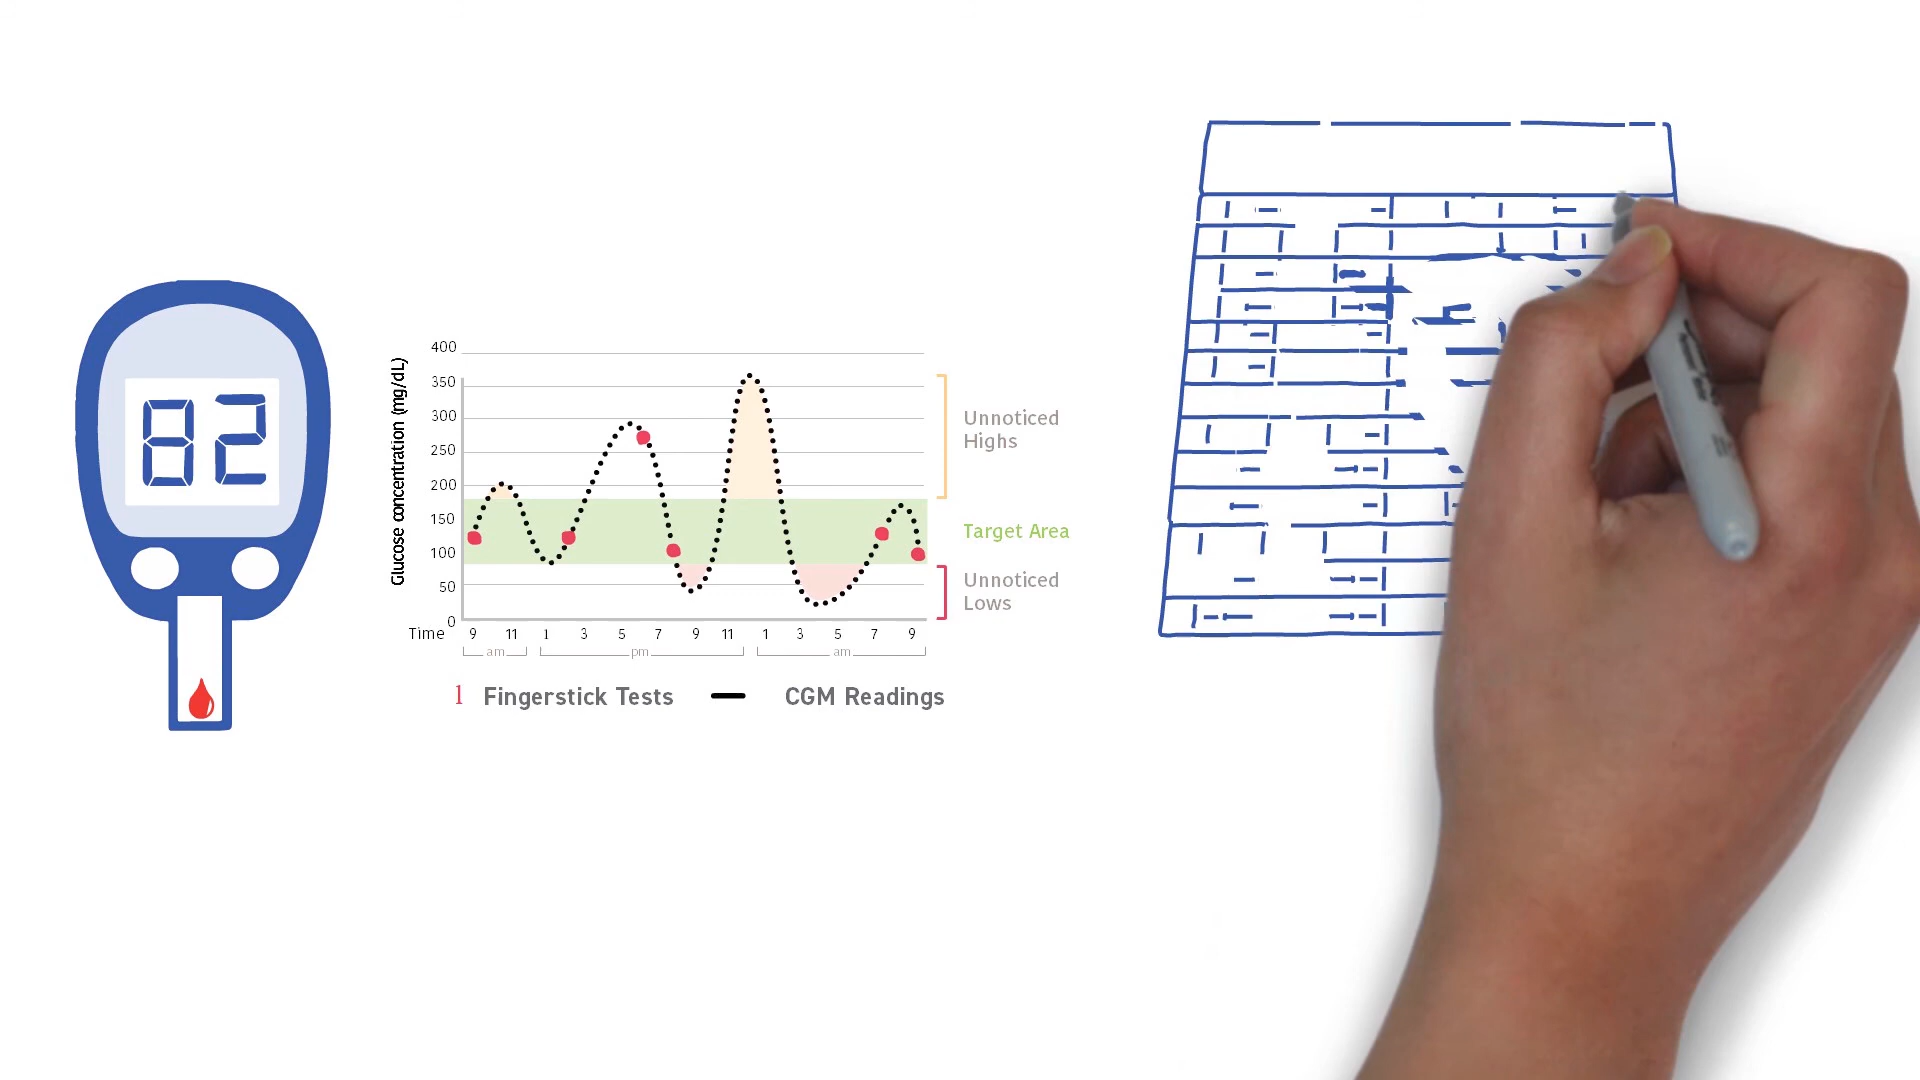 82
Glucose concentration (mg/dL)
400
350
300
250
200
150
100
50
0
Unnoticed
Highs
Target Area
Unnoticed
Lows
Time 9 11 1 3 5 7 9 11 1 3 5 7 9
am pm am
1 Fingerstick Tests CGM Readings